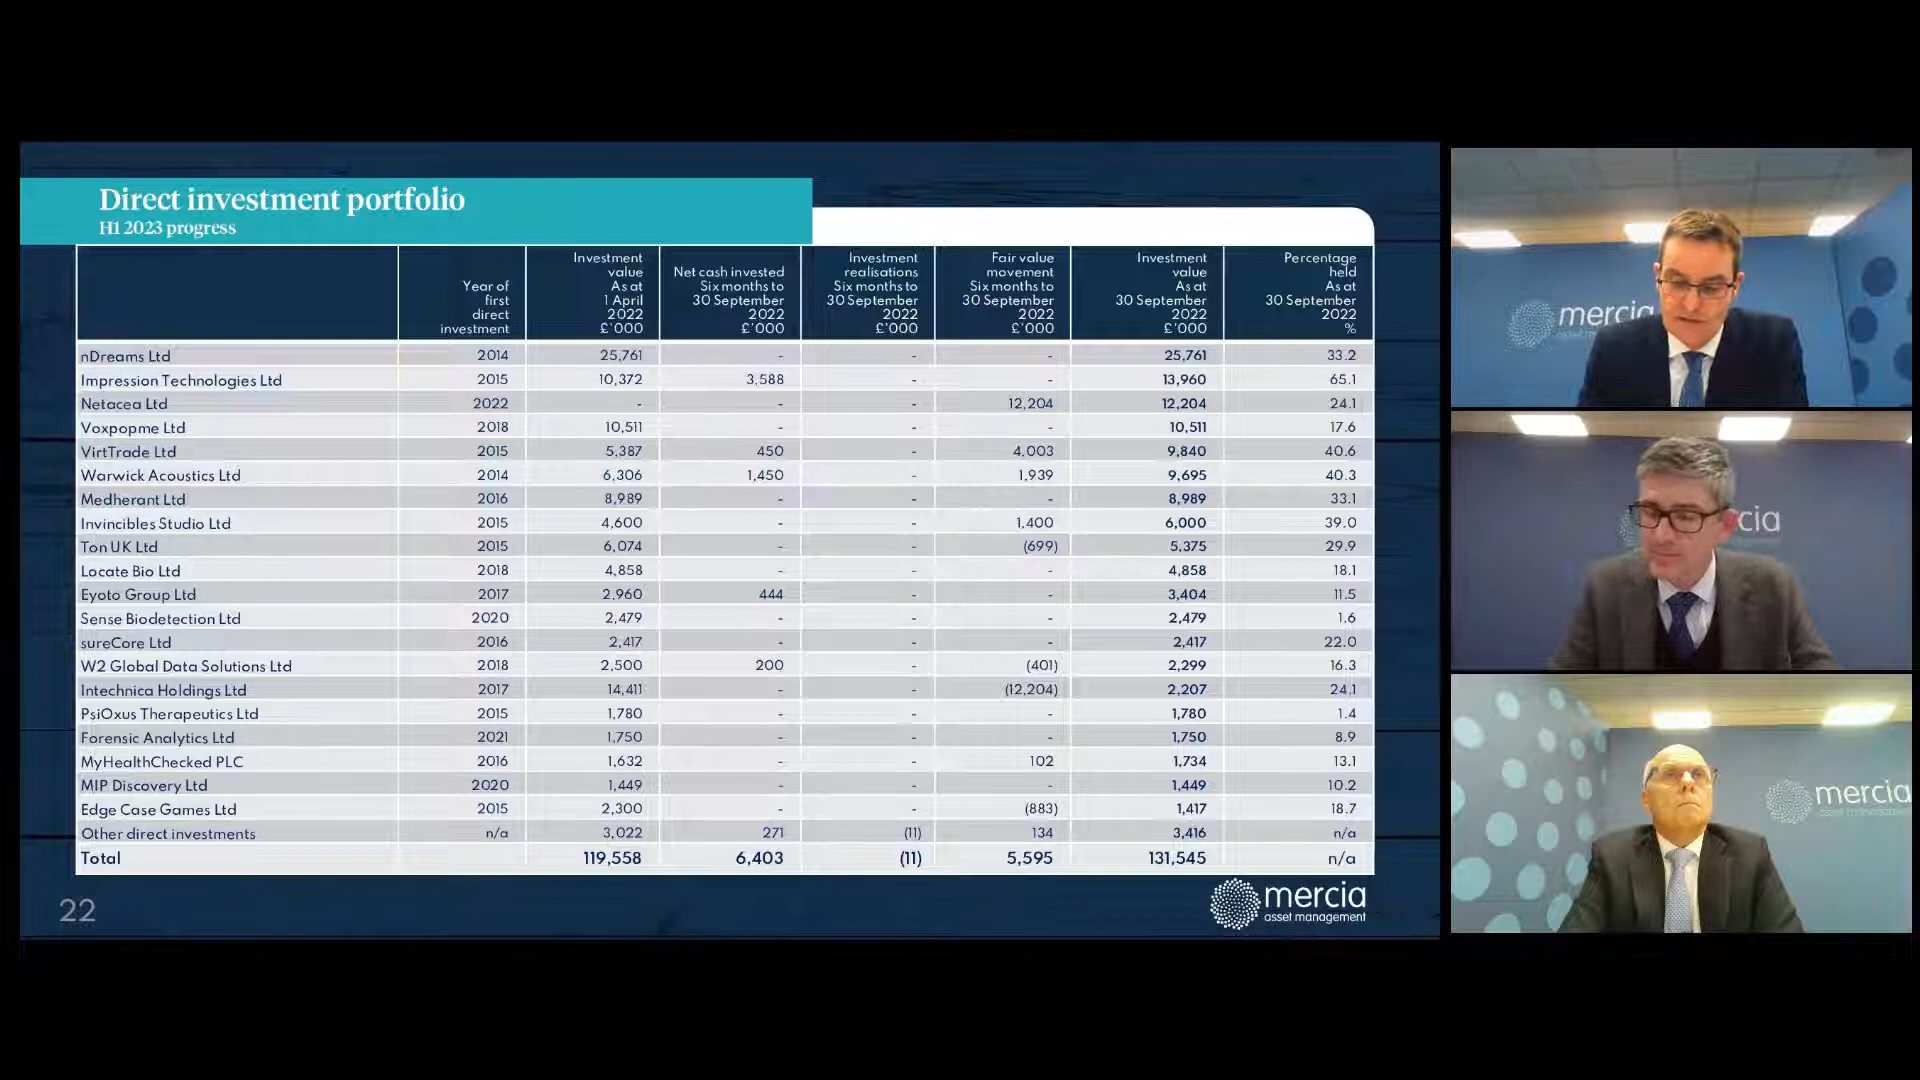 Direct investment portfolio
H1 2023 progress
Year of first direct investment
Investment value As at 1 April 2022 £'000
Net cash invested Six months to 30 September 2022 £'000
Investment realisations Six months to 30 September 2022 £'000
Fair value movement Six months to 30 September 2022 £'000
Investment value As at 30 September 2022 £'000
Percentage held As at 30 September 2022 %
nDreams Ltd 2014 25,761 - - - 25,761 33.2
Impression Technologies Ltd 2015 10,372 3,588 - - 13,960 65.1
Netacea Ltd 2022 - - - 12,204 12,204 24.1
Voxpopme Ltd 2018 10,511 - - - 10,511 17.6
VirtTrade Ltd 2015 5,387 450 - 4,003 9,840 40.6
Warwick Acoustics Ltd 2014 6,306 1,450 - 1,939 9,695 40.3
Medherant Ltd 2016 8,989 - - - 8,989 33.1
Invincibles Studio Ltd 2015 4,600 - - 1,400 6,000 39.0
Ton UK Ltd 2015 6,074 - - (699) 5,375 29.9
Locate Bio Ltd 2018 4,858 - - - 4,858 18.1
Eyoto Group Ltd 2017 2,960 444 - - 3,404 11.5
Sense Biodetection Ltd 2020 2,479 - - - 2,479 1.6
sureCore Ltd 2016 2,417 - - - 2,417 22.0
W2 Global Data Solutions Ltd 2018 2,500 200 - (401) 2,299 16.3
Intechnica Holdings Ltd 2017 14,411 - - (12,204) 2,207 24.1
PsiOxus Therapeutics Ltd 2015 1,780 - - - 1,780 1.4
Forensic Analytics Ltd 2021 1,750 - - - 1,750 8.9
MyHealthChecked PLC 2016 1,632 - - 102 1,734 13.1
MIP Discovery Ltd 2020 1,449 - - - 1,449 10.2
Edge Case Games Ltd 2015 2,300 - - (883) 1,417 18.7
Other direct investments n/a 3,022 271 (11) 134 3,416 n/a
Total 119,558 6,403 (11) 5,595 131,545 n/a
22
mercia
asset management
mercia
cia
mercia